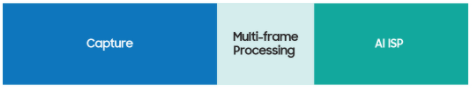 Capture
Multi-frame
Processing
AI ISP